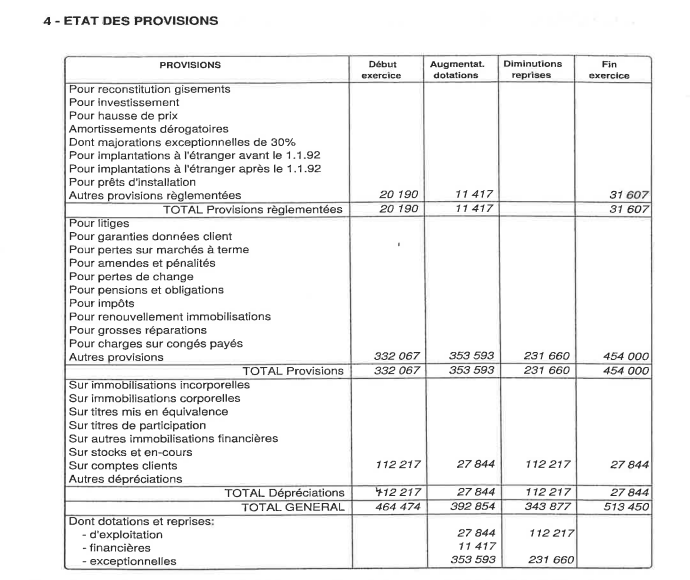 4 - ETAT DES PROVISIONS
PROVISIONS Début exercice Augmentat. dotations Diminutions reprises Fin exercice
Pour reconstitution gisements
Pour investissement
Pour hausse de prix
Amortissements dérogatoires
Dont majorations exceptionnelles de 30%
Pour implantations à l'étranger avant le 1.1.92
Pour implantations à l'étranger après le 1.1.92
Pour prêts d'installation
Autres provisions règlementées 20 190 11 417 31 607
TOTAL Provisions règlementées 20 190 11 417 31 607
Pour litiges
Pour garanties données client
Pour pertes sur marchés à terme
Pour amendes et pénalités
Pour pertes de change
Pour pensions et obligations
Pour impôts
Pour renouvellement immobilisations
Pour grosses réparations
Pour charges sur congés payés
Autres provisions 332 067 353 593 231 660 454 000
TOTAL Provisions 332 067 353 593 231 660 454 000
Sur immobilisations incorporelles
Sur immobilisations corporelles
Sur titres mis en équivalence
Sur titres de participation
Sur autres immobilisations financières
Sur stocks et en-cours
Sur comptes clients 112 217 27 844 112 217 27 844
Autres dépréciations
TOTAL Dépréciations 112 217 27 844 112 217 27 844
TOTAL GENERAL 464 474 392 854 343 877 513 450
Dont dotations et reprises:
- d'exploitation 27 844 112 217
- financières 11 417
- exceptionnelles 353 593 231 660